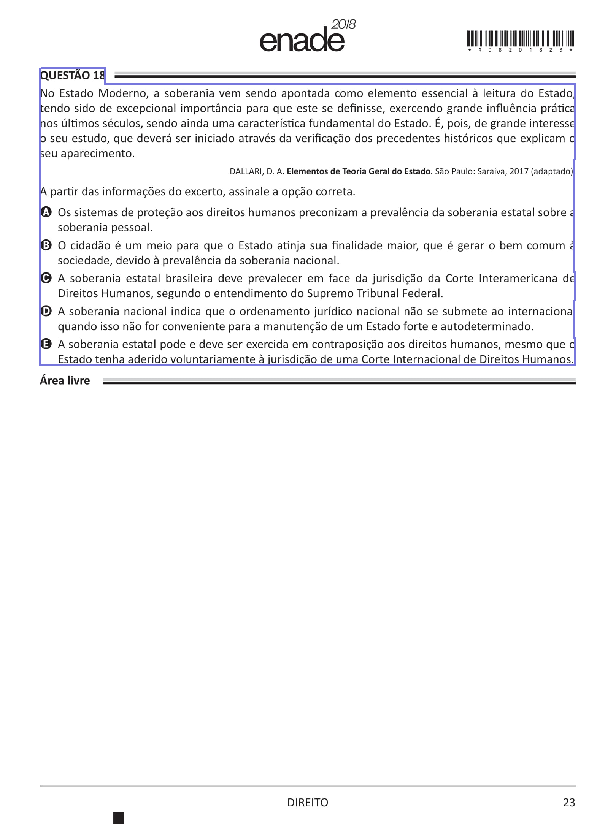 enade2018
*R18201823*
QUESTÃO 18
No Estado Moderno, a soberania vem sendo apontada como elemento essencial à leitura do Estado,
tendo sido de excepcional importância para que este se definisse, exercendo grande influência prática
nos últimos séculos, sendo ainda uma característica fundamental do Estado. É, pois, de grande interesse
o seu estudo, que deverá ser iniciado através da verificação dos precedentes históricos que explicam o
seu aparecimento.
DALLARI, D. A. Elementos de Teoria Geral do Estado. São Paulo: Saraiva, 2017 (adaptado)
A partir das informações do excerto, assinale a opção correta.
A Os sistemas de proteção aos direitos humanos preconizam a prevalência da soberania estatal sobre a
soberania pessoal.
B O cidadão é um meio para que o Estado atinja sua finalidade maior, que é gerar o bem comum à
sociedade, devido à prevalência da soberania nacional.
C A soberania estatal brasileira deve prevalecer em face da jurisdição da Corte Interamericana de
Direitos Humanos, segundo o entendimento do Supremo Tribunal Federal.
D A soberania nacional indica que o ordenamento jurídico nacional não se submete ao internacional
quando isso não for conveniente para a manutenção de um Estado forte e autodeterminado.
E A soberania estatal pode e deve ser exercida em contraposição aos direitos humanos, mesmo que o
Estado tenha aderido voluntariamente à jurisdição de uma Corte Internacional de Direitos Humanos.
Área livre
DIREITO
23